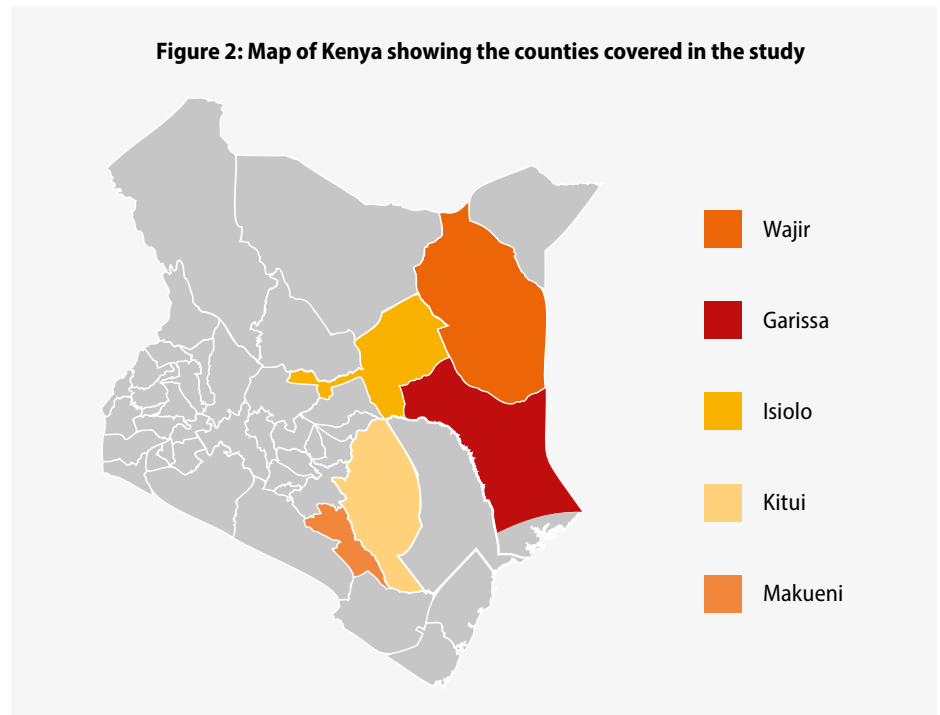 Figure 2: Map of Kenya showing the counties covered in the study
Wajir
Garissa
Isiolo
Kitui
Makueni